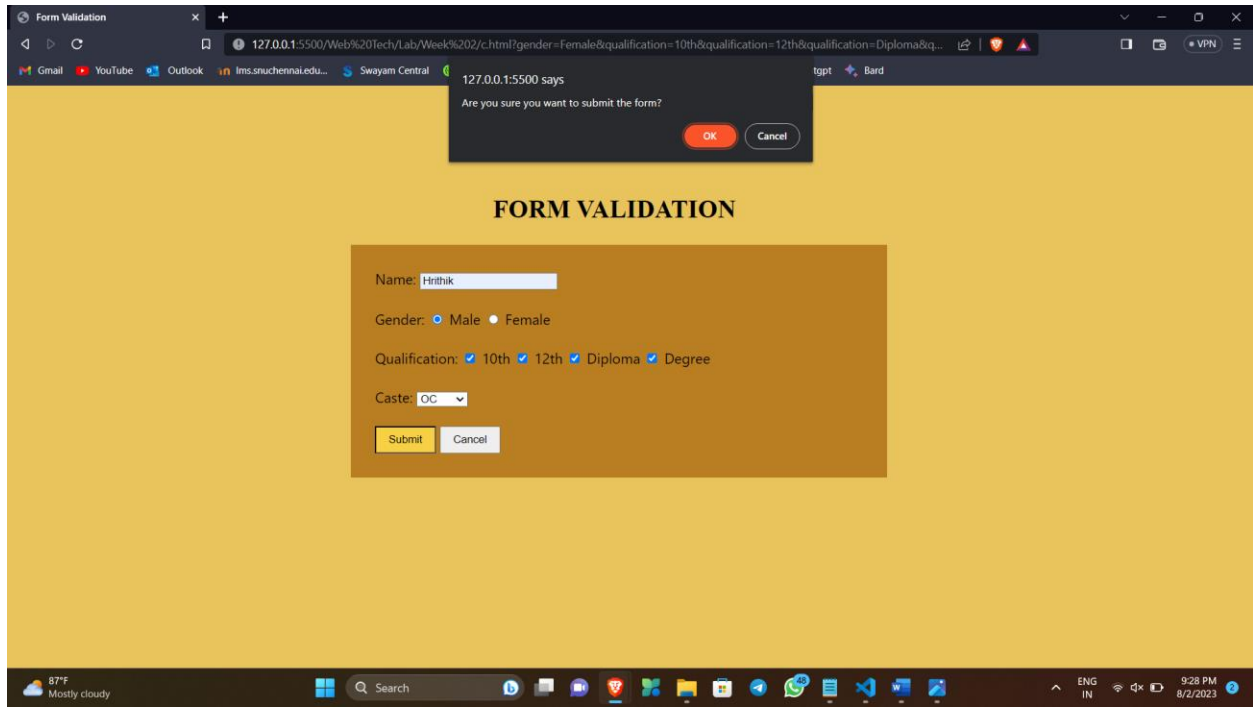 Form Validation
127.0.0.1:5500/Web%20Tech/Lab/Week%202/c.html?gender=Female&qualification=10th&qualification=12th&qualification=Diploma&q...
VPN
Gmail YouTube Outlook lms.snuchennai.edu... Swayam Central tgpt Bard
127.0.0.1:5500 says
Are you sure you want to submit the form?
OK Cancel
FORM VALIDATION
Name: Hrithik
Gender: Male Female
Qualification: 10th 12th Diploma Degree
Caste: OC
Submit Cancel
87°F
Mostly cloudy
Search
48
ENG
IN
9:28 PM
8/2/2023
2